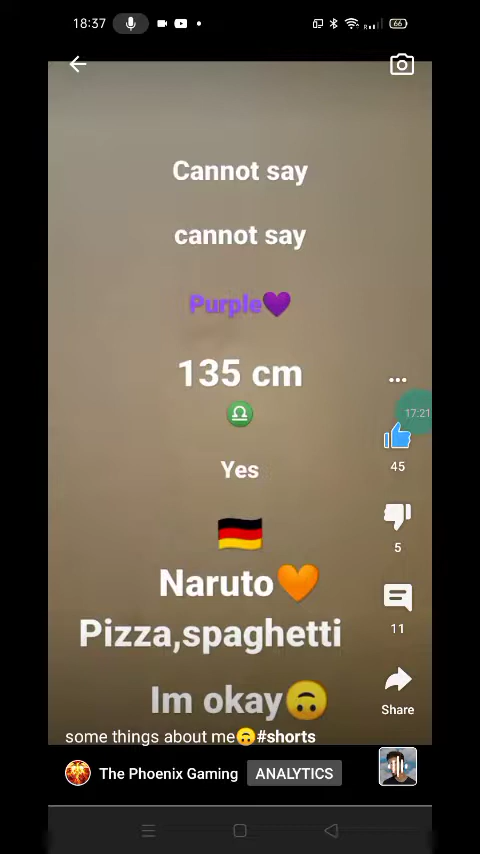 18:37
66
Cannot say
cannot say
Purple💜
135 cm
♎
Yes
🇩🇪
17:21
45
Naruto🧡
5
Pizza,spaghetti
11
Im okay🙃
Share
some things about me🙃#shorts
The Phoenix Gaming ANALYTICS